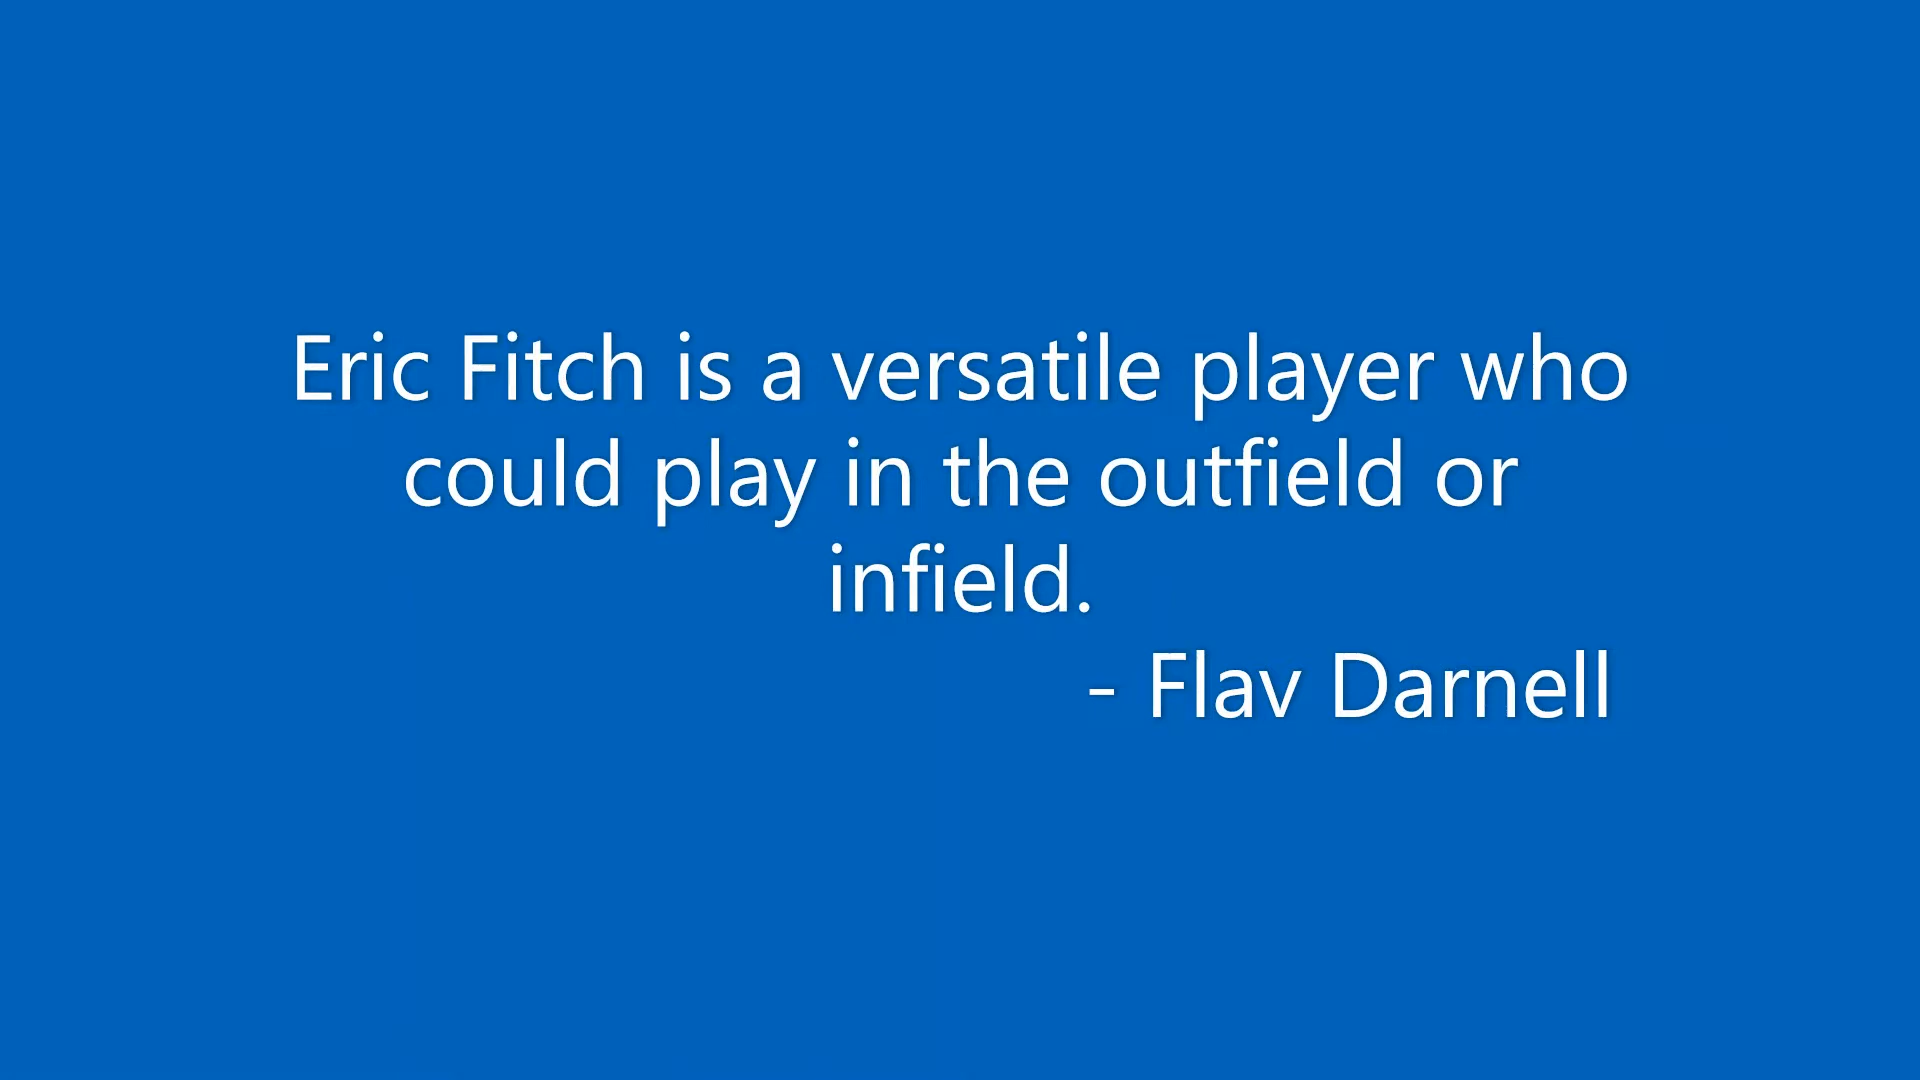 Eric Fitch is a versatile player who
could play in the outfield or
infield.
- Flav Darnell